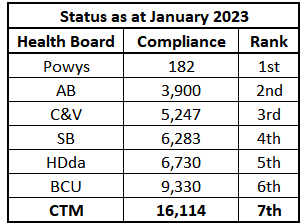 Status as at January 2023
Health Board Compliance Rank
Powys 182 1st
AB 3,900 2nd
C&V 5,247 3rd
SB 6,283 4th
HDda 6,730 5th
BCU 9,330 6th
CTM 16,114 7th